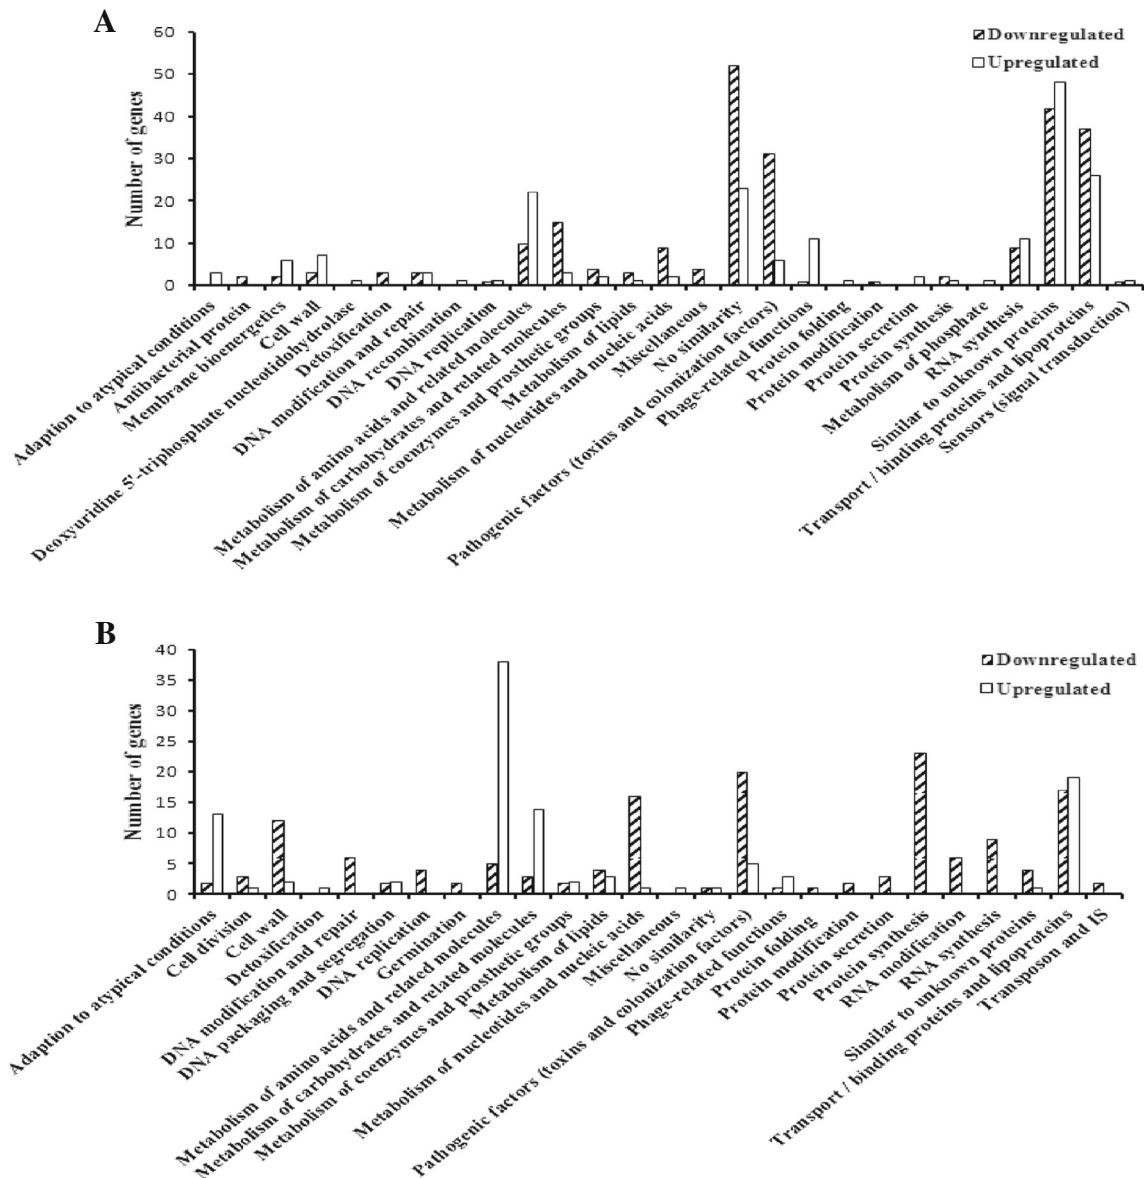 A
60
50
40
30
20
10
0
Number of genes
Downregulated
Upregulated
Adaption to atypical conditions
Antibacterial protein
Membrane bioenergetics
Cell wall
Deoxyuridine 5'-triphosphate nucleotidohydrolase
Detoxification
DNA modification and repair
DNA recombination
DNA replication
Metabolism of amino acids and related molecules
Metabolism of carbohydrates and related molecules
Metabolism of coenzymes and prosthetic groups
Metabolism of lipids
Metabolism of nucleotides and nucleic acids
Miscellaneous
No similarity
Pathogenic factors (toxins and colonization factors)
Phage-related functions
Protein folding
Protein modification
Protein secretion
Protein synthesis
Metabolism of phosphate
RNA synthesis
Similar to unknown proteins
Transport / binding proteins and lipoproteins
Sensors (signal transduction)
B
40
35
30
25
20
15
10
5
0
Number of genes
Downregulated
Upregulated
Adaption to atypical conditions
Cell division
Cell wall
Detoxification
DNA modification and repair
DNA packaging and segregation
DNA replication
Germination
Metabolism of amino acids and related molecules
Metabolism of carbohydrates and related molecules
Metabolism of coenzymes and prosthetic groups
Metabolism of lipids
Metabolism of nucleotides and nucleic acids
Miscellaneous
No similarity
Pathogenic factors (toxins and colonization factors)
Phage-related functions
Protein folding
Protein modification
Protein secretion
Protein synthesis
RNA modification
RNA synthesis
Similar to unknown proteins
Transport / binding proteins and lipoproteins
Transposon and IS